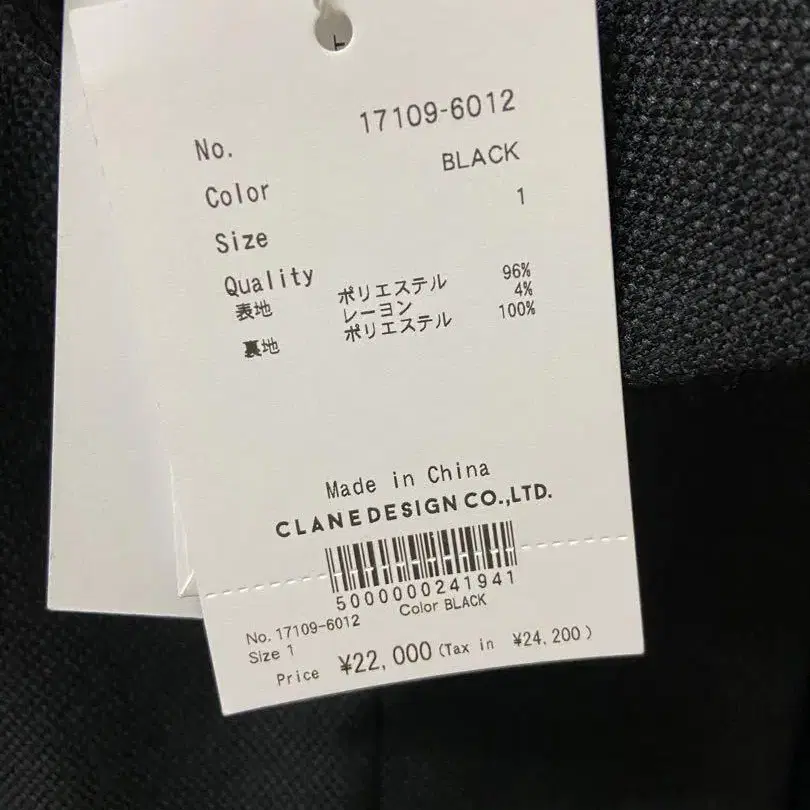 No. 17109-6012
Color BLACK
Size 1
Quality
表地 ポリエステル 96%
レーヨン 4%
裏地 ポリエステル 100%
Made in China
CLANEDESIGN CO.,LTD.
5000000241941
No. 17109-6012 Color BLACK
Size 1
Price ¥22,000 (Tax in ¥24,200)